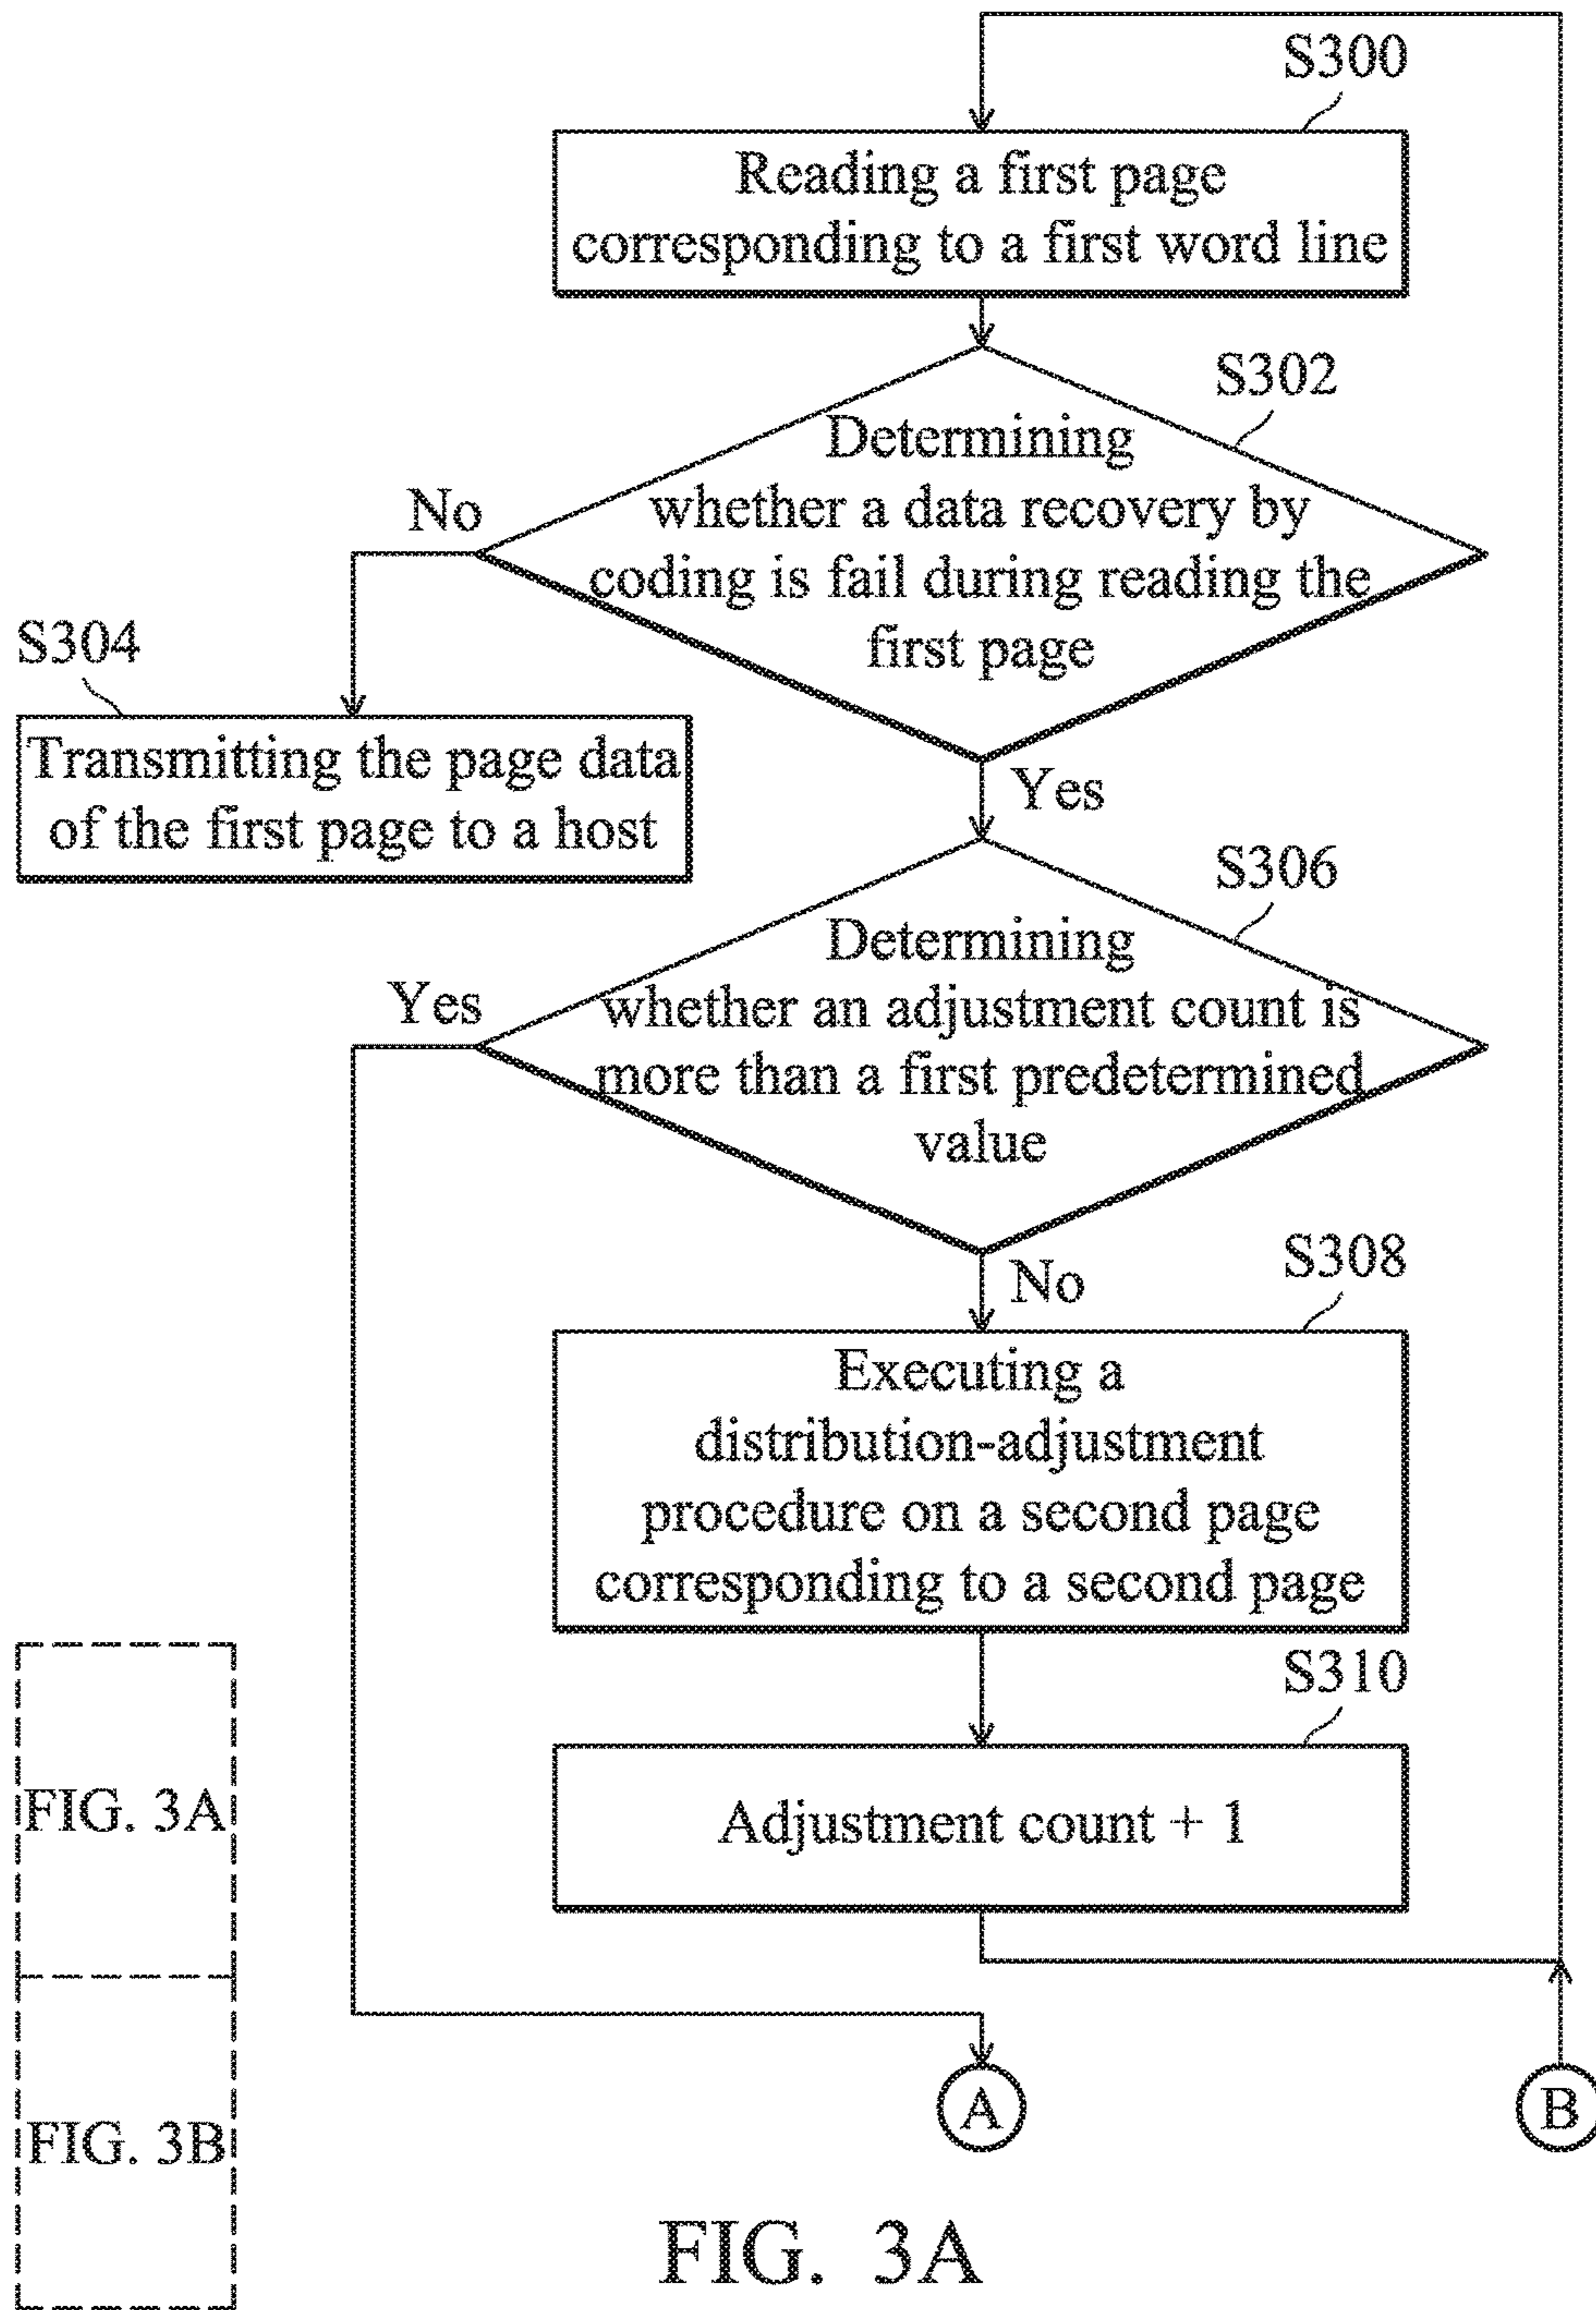 S300
Reading a first page
corresponding to a first word line
S302
Determining
whether a data recovery by
coding is fail during reading the
first page
No
S304
Transmitting the page data
of the first page to a host
Yes
S306
Determining
whether an adjustment count is
more than a first predetermined
value
Yes
No
S308
Executing a
distribution-adjustment
procedure on a second page
corresponding to a second page
S310
Adjustment count + 1
FIG. 3A
FIG. 3B
A
B
FIG. 3A